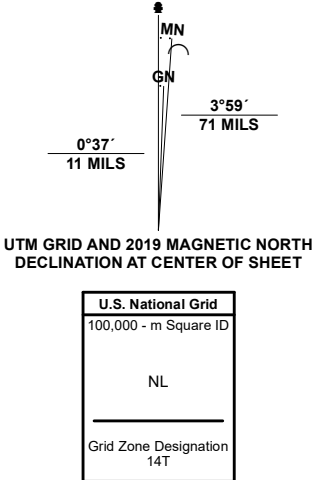 MN
GN
3°59´
71 MILS
0°37´
11 MILS
UTM GRID AND 2019 MAGNETIC NORTH
DECLINATION AT CENTER OF SHEET
U.S. National Grid
100,000 - m Square ID
NL
Grid Zone Designation
14T